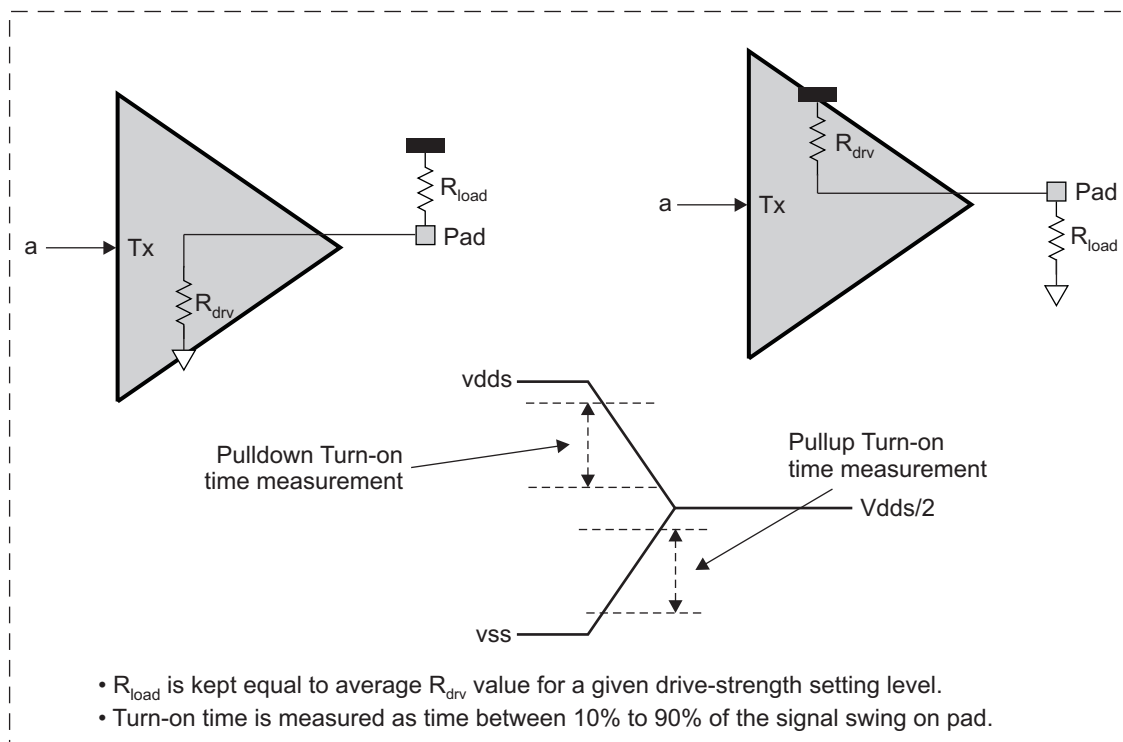 R_load
Pad
a
Tx
R_drv
R_drv
a
Tx
Pad
R_load
vdds
Pulldown Turn-on
time measurement
Pullup Turn-on
time measurement
Vdds/2
vss
• R_load is kept equal to average R_drv value for a given drive-strength setting level.
• Turn-on time is measured as time between 10% to 90% of the signal swing on pad.